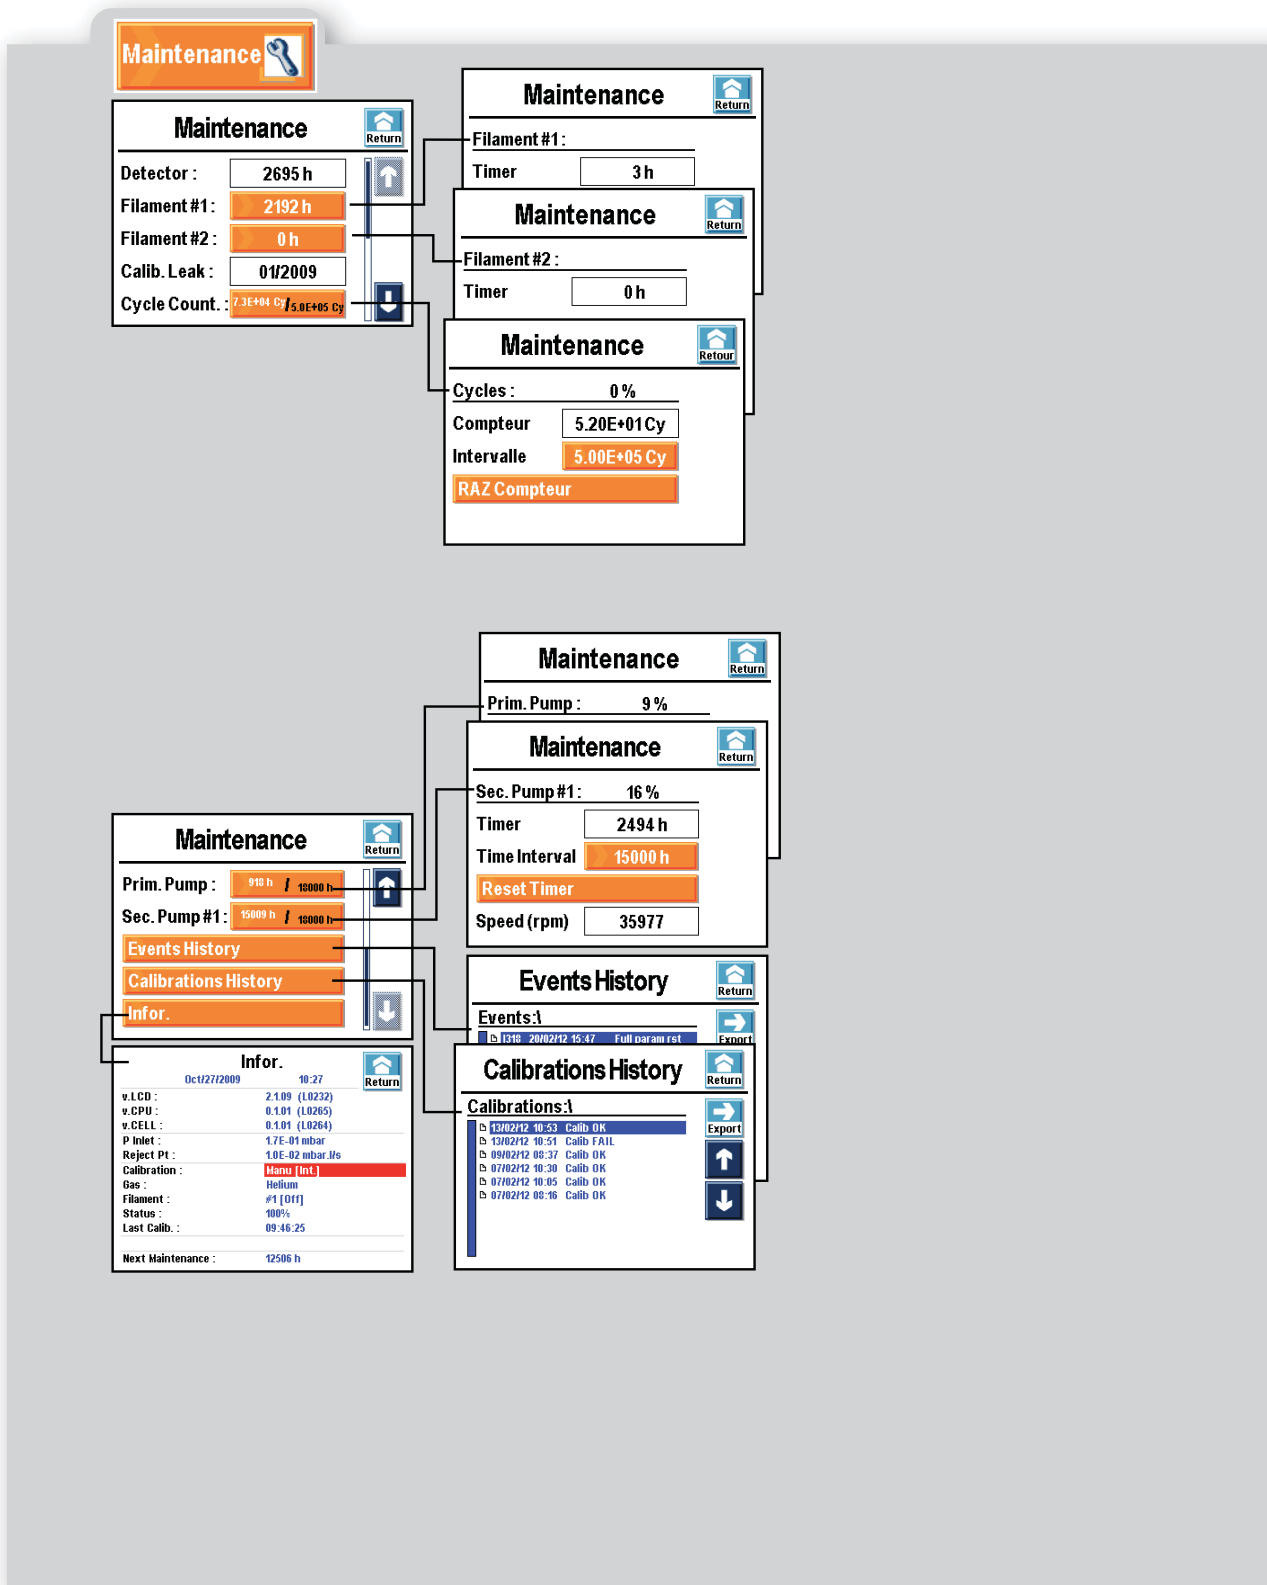 Maintenance
Maintenance
Return
Detector : 2695 h
Filament #1 : 2192 h
Filament #2 : 0 h
Calib. Leak : 01/2009
Cycle Count. : 7.3E+04 Cy / 5.0E+05 Cy
Maintenance
Return
Filament #1 :
Timer 3 h
Maintenance
Return
Filament #2 :
Timer 0 h
Maintenance
Retour
Cycles : 0 %
Compteur 5.20E+01 Cy
Intervalle 5.00E+05 Cy
RAZ Compteur
Maintenance
Return
Prim. Pump : 9 %
Maintenance
Return
Sec. Pump #1 : 16 %
Timer 2494 h
Time Interval 15000 h
Reset Timer
Speed (rpm) 35977
Maintenance
Return
Prim. Pump : 918 h / 18000 h
Sec. Pump #1 : 15009 h / 18000 h
Events History
Calibrations History
Infor.
Events History
Return
Events:\
Export
I318 20/02/12 15:47 Full param rst
Calibrations History
Return
Calibrations:\
Export
13/02/12 10:53 Calib OK
13/02/12 10:51 Calib FAIL
09/02/12 08:37 Calib OK
07/02/12 10:30 Calib OK
07/02/12 10:05 Calib OK
07/02/12 08:16 Calib OK
Infor.
Return
Oct/27/2009 10:27
v.LCD : 2.1.09 (L0232)
v.CPU : 0.1.01 (L0265)
v.CELL : 0.1.01 (L0264)
P Inlet : 1.7E-01 mbar
Reject Pt : 1.0E-02 mbar.l/s
Calibration : Manu [Int.]
Gas : Helium
Filament : #1 [Off]
Status : 100%
Last Calib. : 09:46:25
Next Maintenance : 12506 h